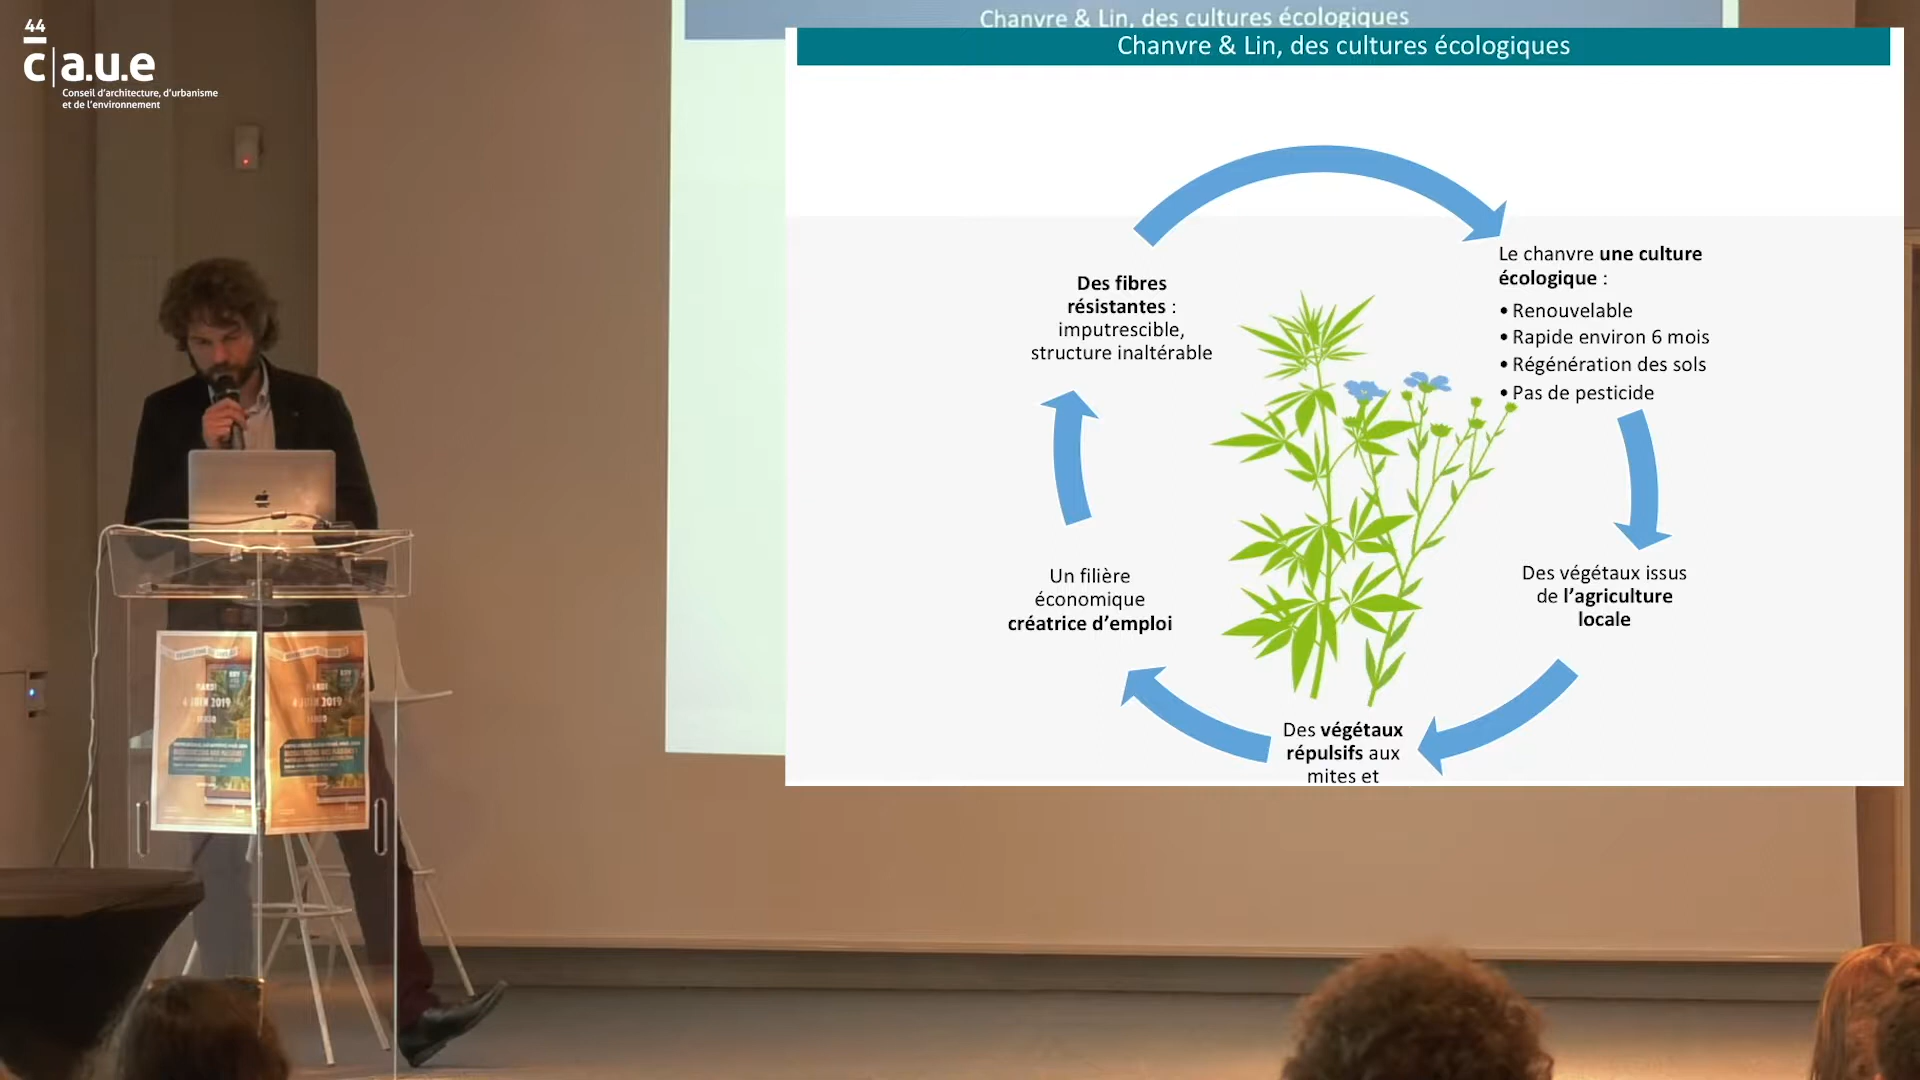 44
c|a.u.e
Conseil d'architecture, d'urbanisme
et de l'environnement
Chanvre & Lin, des cultures écologiques
Chanvre & Lin, des cultures écologiques
Le chanvre une culture
écologique :
• Renouvelable
• Rapide environ 6 mois
• Régénération des sols
• Pas de pesticide
Des végétaux issus
de l’agriculture
locale
Des végétaux
répulsifs aux
mites et
Un filière
économique
créatrice d’emploi
Des fibres
résistantes :
imputrescible,
structure inaltérable
JUIN 2019
JUIN 2019